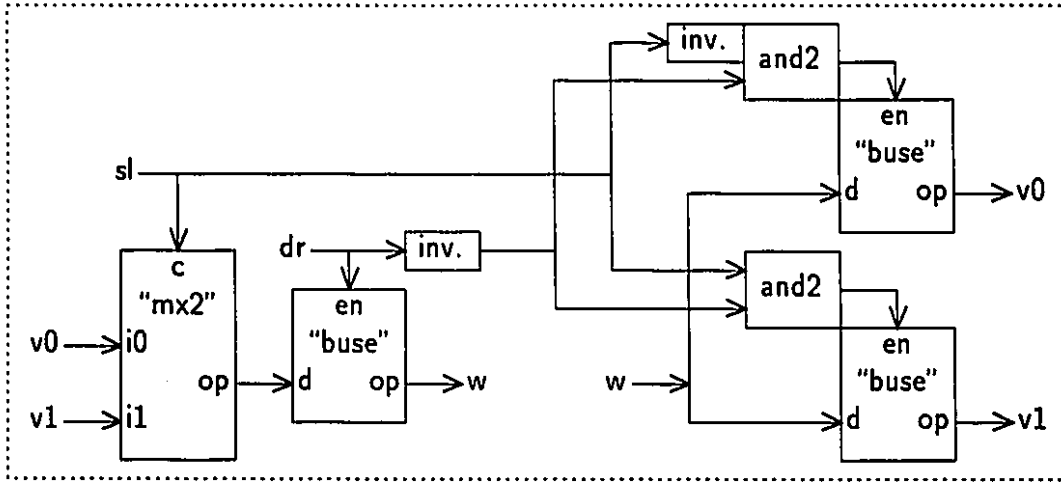 inv.
and2
en
"buse"
d
op
v0
sl
dr
inv.
c
"mx2"
i0
i1
op
v0
v1
en
"buse"
d
op
w
w
and2
en
"buse"
d
op
v1